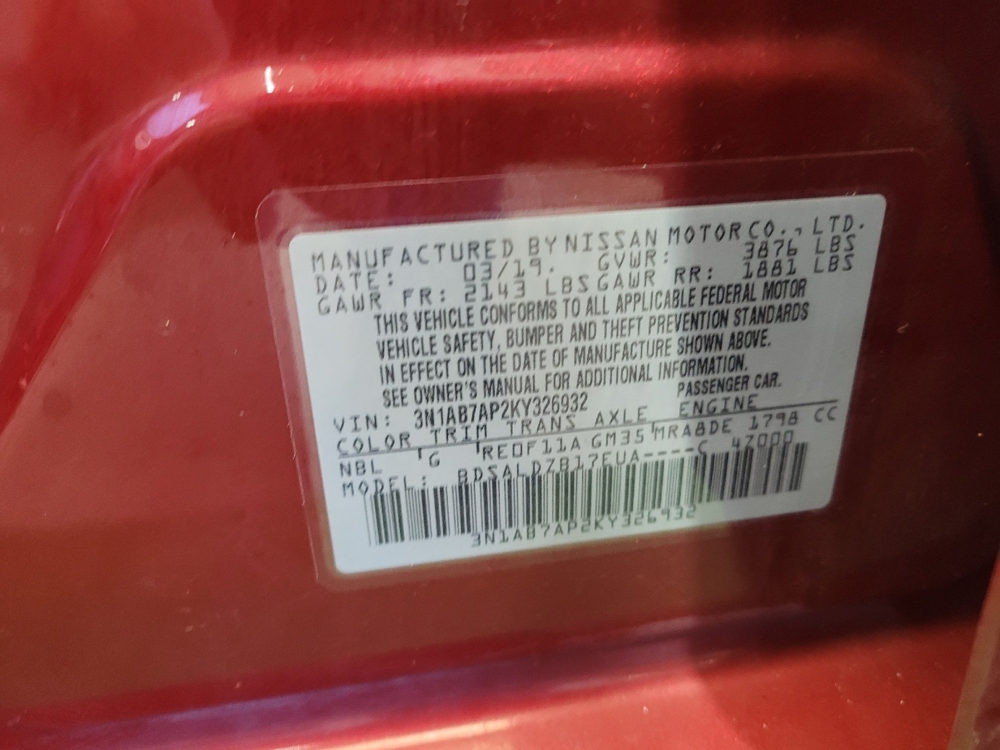 MANUFACTURED BY NISSAN MOTOR CO., LTD.
DATE: 03/19. GVWR: 3876 LBS
GAWR FR: 2143 LBS GAWR RR: 1881 LBS
THIS VEHICLE CONFORMS TO ALL APPLICABLE FEDERAL MOTOR
VEHICLE SAFETY, BUMPER AND THEFT PREVENTION STANDARDS
IN EFFECT ON THE DATE OF MANUFACTURE SHOWN ABOVE.
SEE OWNER'S MANUAL FOR ADDITIONAL INFORMATION.
VIN: 3N1AB7AP2KY326932 PASSENGER CAR.
COLOR TRIM TRANS AXLE ENGINE
NBL G RE0F11A GM35 MRA8DE 1798 CC
MODEL: BDSALDZB17EUA----C 4Z000
3N1AB7AP2KY326932